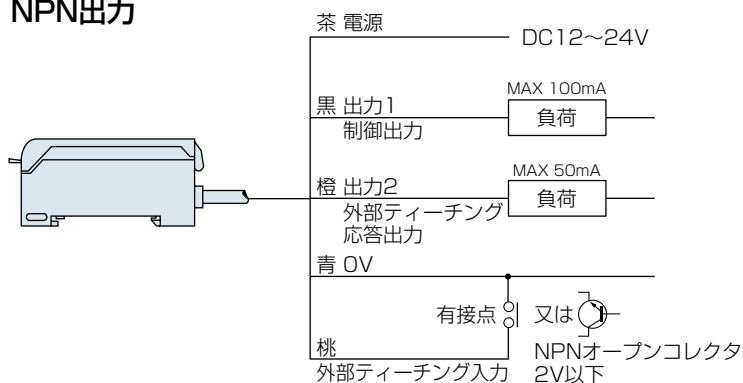 NPN出力
茶 電源
DC12～24V
MAX 100mA
黒 出力1
負荷
制御出力
MAX 50mA
橙 出力2
負荷
外部ティーチング
応答出力
青 0V
有接点
又は
桃
外部ティーチング入力
NPNオープンコレクタ
2V以下